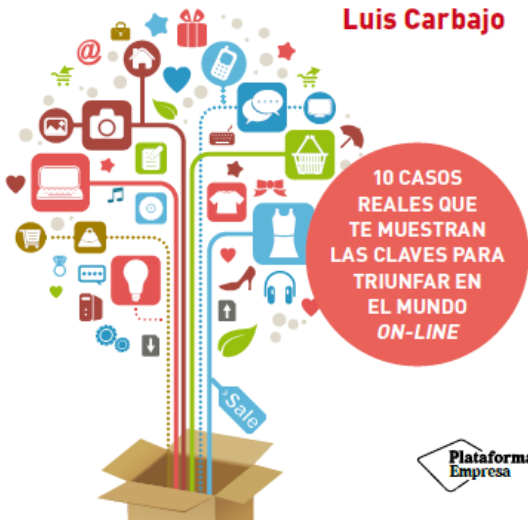 Luis Carbajo
@
10 CASOS
REALES QUE
TE MUESTRAN
LAS CLAVES PARA
TRIUNFAR EN
EL MUNDO
ON-LINE
Sale
Plataforma
Empresa